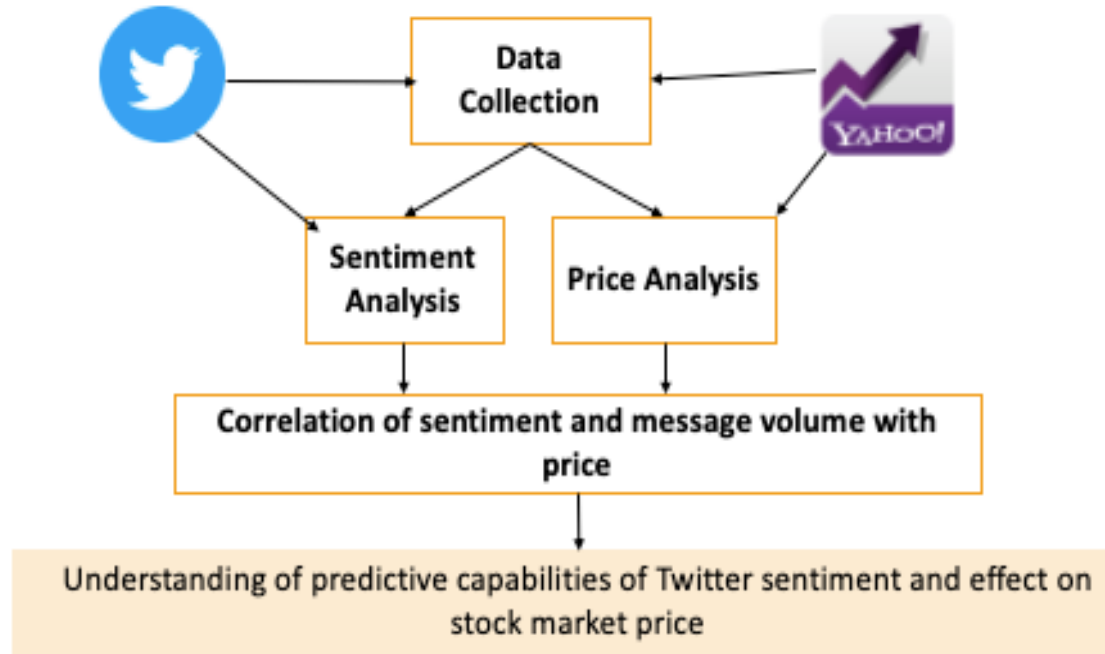 Data
Collection
YAHOO!
Sentiment
Analysis
Price Analysis
Correlation of sentiment and message volume with
price
Understanding of predictive capabilities of Twitter sentiment and effect on
stock market price